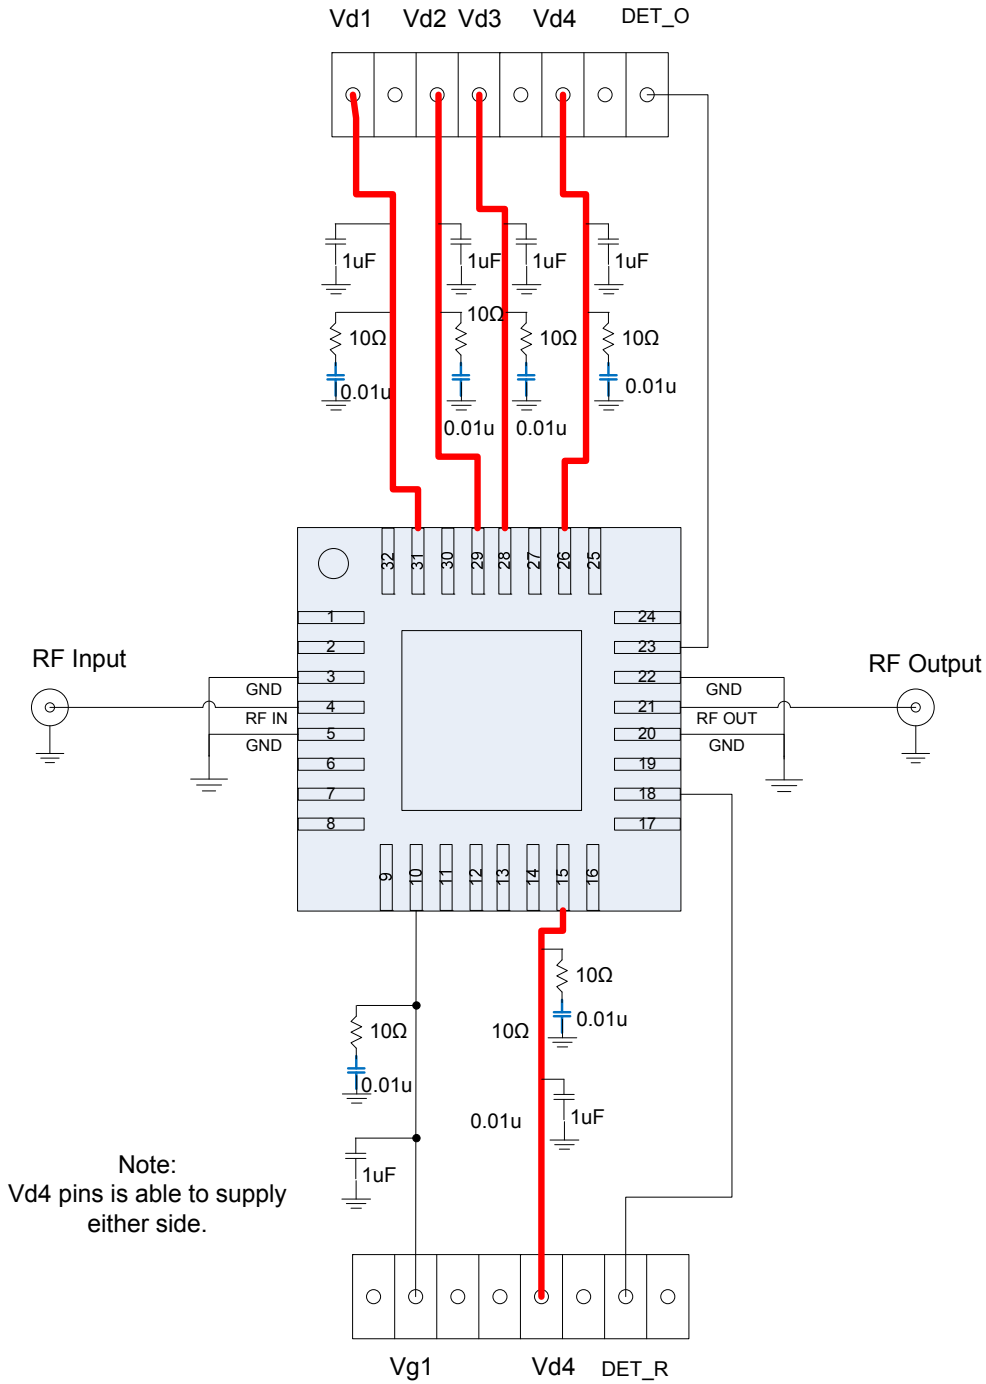 Vd1 Vd2 Vd3 Vd4 DET_O
1uF 1uF 1uF 1uF
10Ω
10Ω 10Ω 10Ω 10Ω
0.01u 0.01u
0.01u 0.01u
32 31 30 29 28 27 26 25
1 24
2 23
RF Input RF Output
3 22
GND GND
4 21
RF IN RF OUT
5 20
GND GND
6 19
7 18
8 17
9 10 11 12 13 14 15 16
10Ω
0.01u
10Ω 10Ω
0.01u
0.01u 1uF
1uF
Note:
Vd4 pins is able to supply
either side.
Vg1 Vd4 DET_R